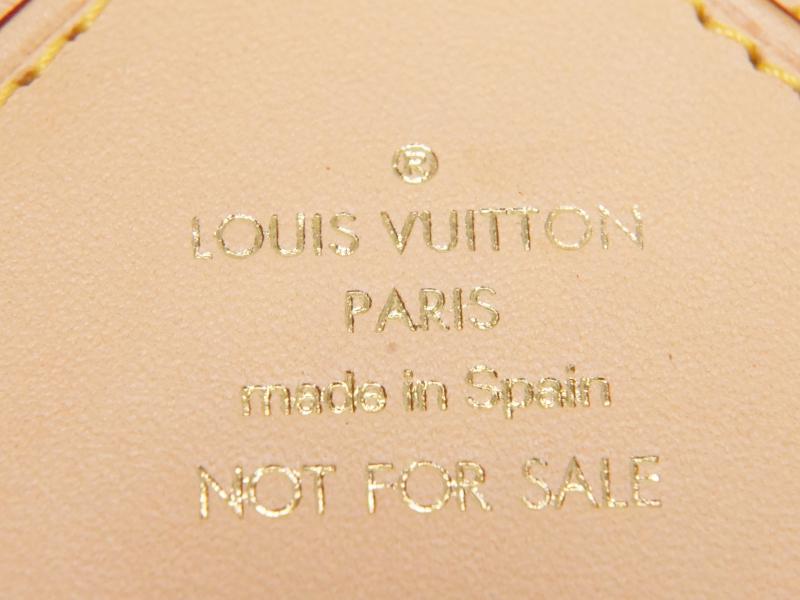 ®
LOUIS VUITTON
PARIS
made in Spain
NOT FOR SALE